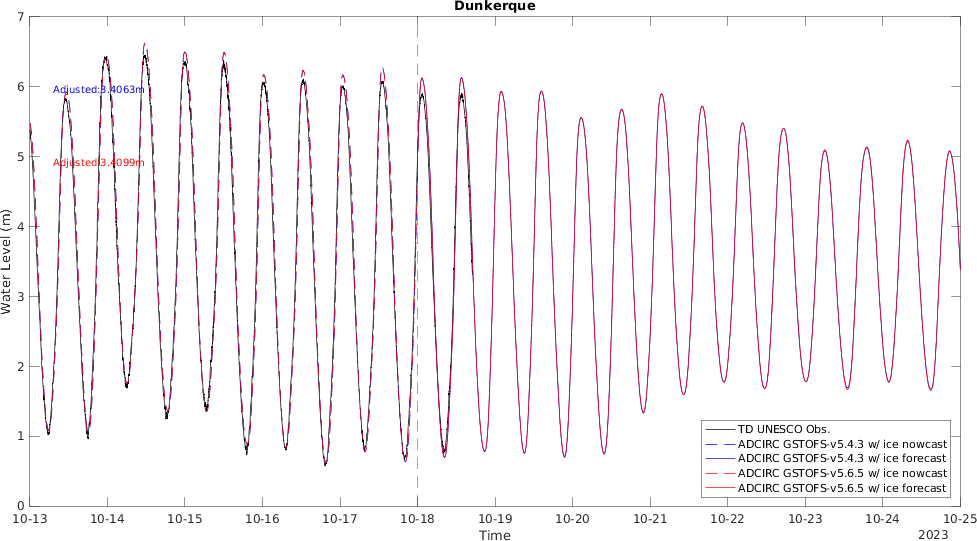 Dunkerque
7
6
5
4
3
2
1
0
Water Level (m)
Adjusted:3.4063m
Adjusted:3.4099m
TD UNESCO Obs.
ADCIRC GSTOFS-v5.4.3 w/ ice nowcast
ADCIRC GSTOFS-v5.4.3 w/ ice forecast
ADCIRC GSTOFS-v5.6.5 w/ ice nowcast
ADCIRC GSTOFS-v5.6.5 w/ ice forecast
10-13 10-14 10-15 10-16 10-17 10-18 10-19 10-20 10-21 10-22 10-23 10-24 10-25
Time 2023